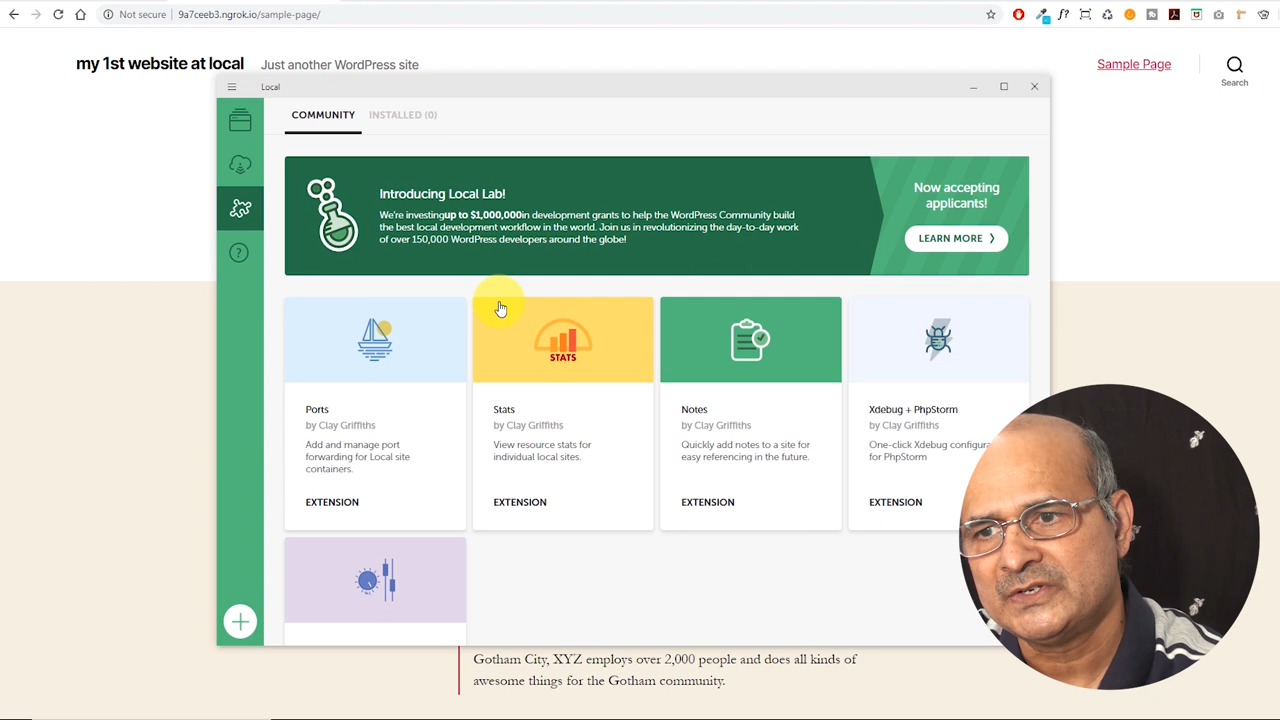 Not secure
9a7ceeb3.ngrok.io/sample-page/
my 1st website at local
Just another WordPress site
Sample Page
Search
Local
COMMUNITY
INSTALLED (0)
Introducing Local Lab!
We're investing up to $1,000,000 in development grants to help the WordPress Community build
the best local development workflow in the world. Join us in revolutionizing the day-to-day work
of over 150,000 WordPress developers around the globe!
Now accepting
applicants!
LEARN MORE
STATS
Ports
by Clay Griffiths
Add and manage port
forwarding for Local site
containers.
EXTENSION
Stats
by Clay Griffiths
View resource stats for
individual local sites.
EXTENSION
Notes
by Clay Griffiths
Quickly add notes to a site for
easy referencing in the future.
EXTENSION
Xdebug + PhpStorm
by Clay Griffiths
One-click Xdebug
for PhpStorm
EXTENSION
Gotham City, XYZ employs over 2,000 people and does all kinds of
awesome things for the Gotham community.